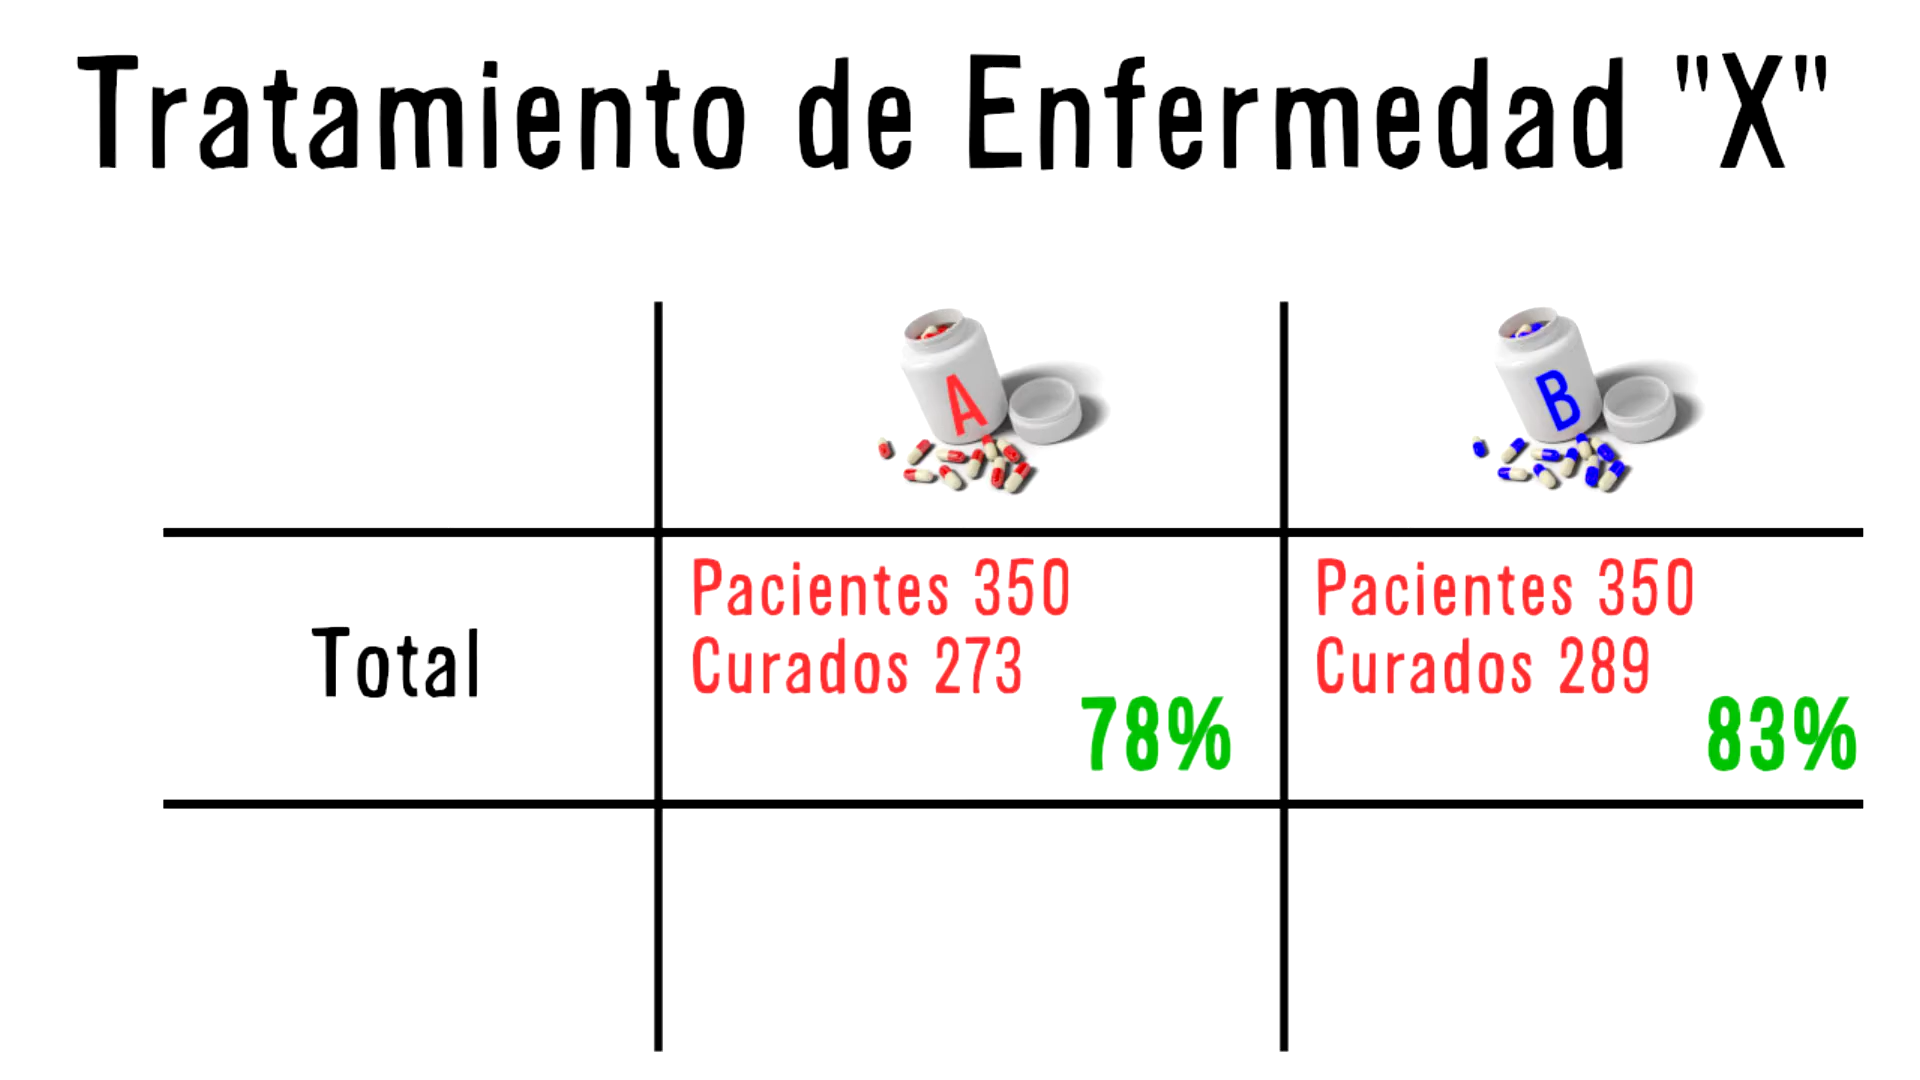 Tratamiento de Enfermedad "X"
A
B
Total
Pacientes 350
Curados 273
78%
Pacientes 350
Curados 289
83%